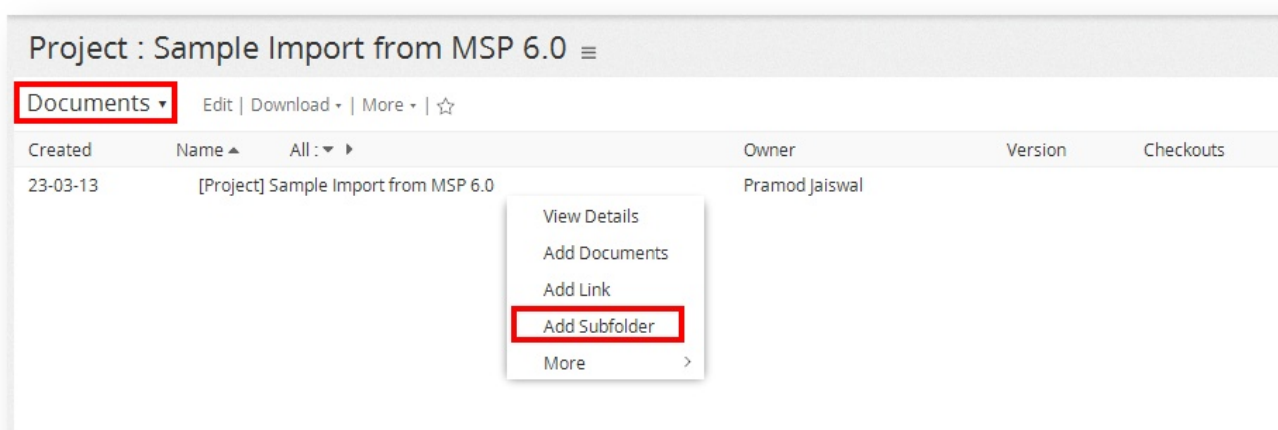 Project : Sample Import from MSP 6.0
Documents Edit | Download | More |
Created Name All : Owner Version Checkouts
23-03-13 [Project] Sample Import from MSP 6.0 Pramod Jaiswal
View Details
Add Documents
Add Link
Add Subfolder
More